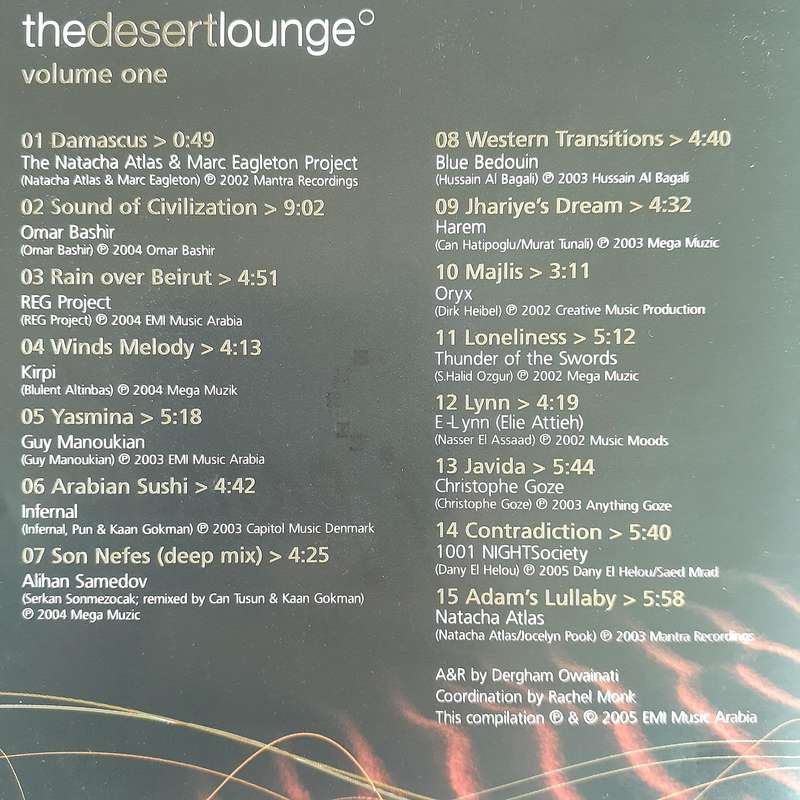 thedesertlounge°
volume one
01 Damascus > 0:49
The Natacha Atlas & Marc Eagleton Project
(Natacha Atlas & Marc Eagleton) ℗ 2002 Mantra Recordings
02 Sound of Civilization > 9:02
Omar Bashir
(Omar Bashir) ℗ 2004 Omar Bashir
03 Rain over Beirut > 4:51
REG Project
(REG Project) ℗ 2004 EMI Music Arabia
04 Winds Melody > 4:13
Kirpi
(Blulent Altinbas) ℗ 2004 Mega Muzik
05 Yasmina > 5:18
Guy Manoukian
(Guy Manoukian) ℗ 2003 EMI Music Arabia
06 Arabian Sushi > 4:42
Infernal
(Infernal, Pun & Kaan Gokman) ℗ 2003 Capitol Music Denmark
07 Son Nefes (deep mix) > 4:25
Alihan Samedov
(Serkan Sonmezocak; remixed by Can Tusun & Kaan Gokman)
℗ 2004 Mega Muzic
08 Western Transitions > 4:40
Blue Bedouin
(Hussain Al Bagali) ℗ 2003 Hussain Al Bagali
09 Jhariye's Dream > 4:32
Harem
(Can Hatipoglu/Murat Tunali) ℗ 2003 Mega Muzic
10 Majlis > 3:11
Oryx
(Dirk Heibel) ℗ 2002 Creative Music Production
11 Loneliness > 5:12
Thunder of the Swords
(S.Halid Ozgur) ℗ 2002 Mega Muzic
12 Lynn > 4:19
E-Lynn (Elie Attieh)
(Nasser El Assaad) ℗ 2002 Music Moods
13 Javida > 5:44
Christophe Goze
(Christophe Goze) ℗ 2003 Anything Goze
14 Contradiction > 5:40
1001 NIGHTSociety
(Dany El Helou) ℗ 2005 Dany El Helou/Saed Mrad
15 Adam's Lullaby > 5:58
Natacha Atlas
(Natacha Atlas/Jocelyn Pook) ℗ 2003 Mantra Recordings
A&R by Dergham Owainati
Coordination by Rachel Monk
This compilation ℗ & © 2005 EMI Music Arabia